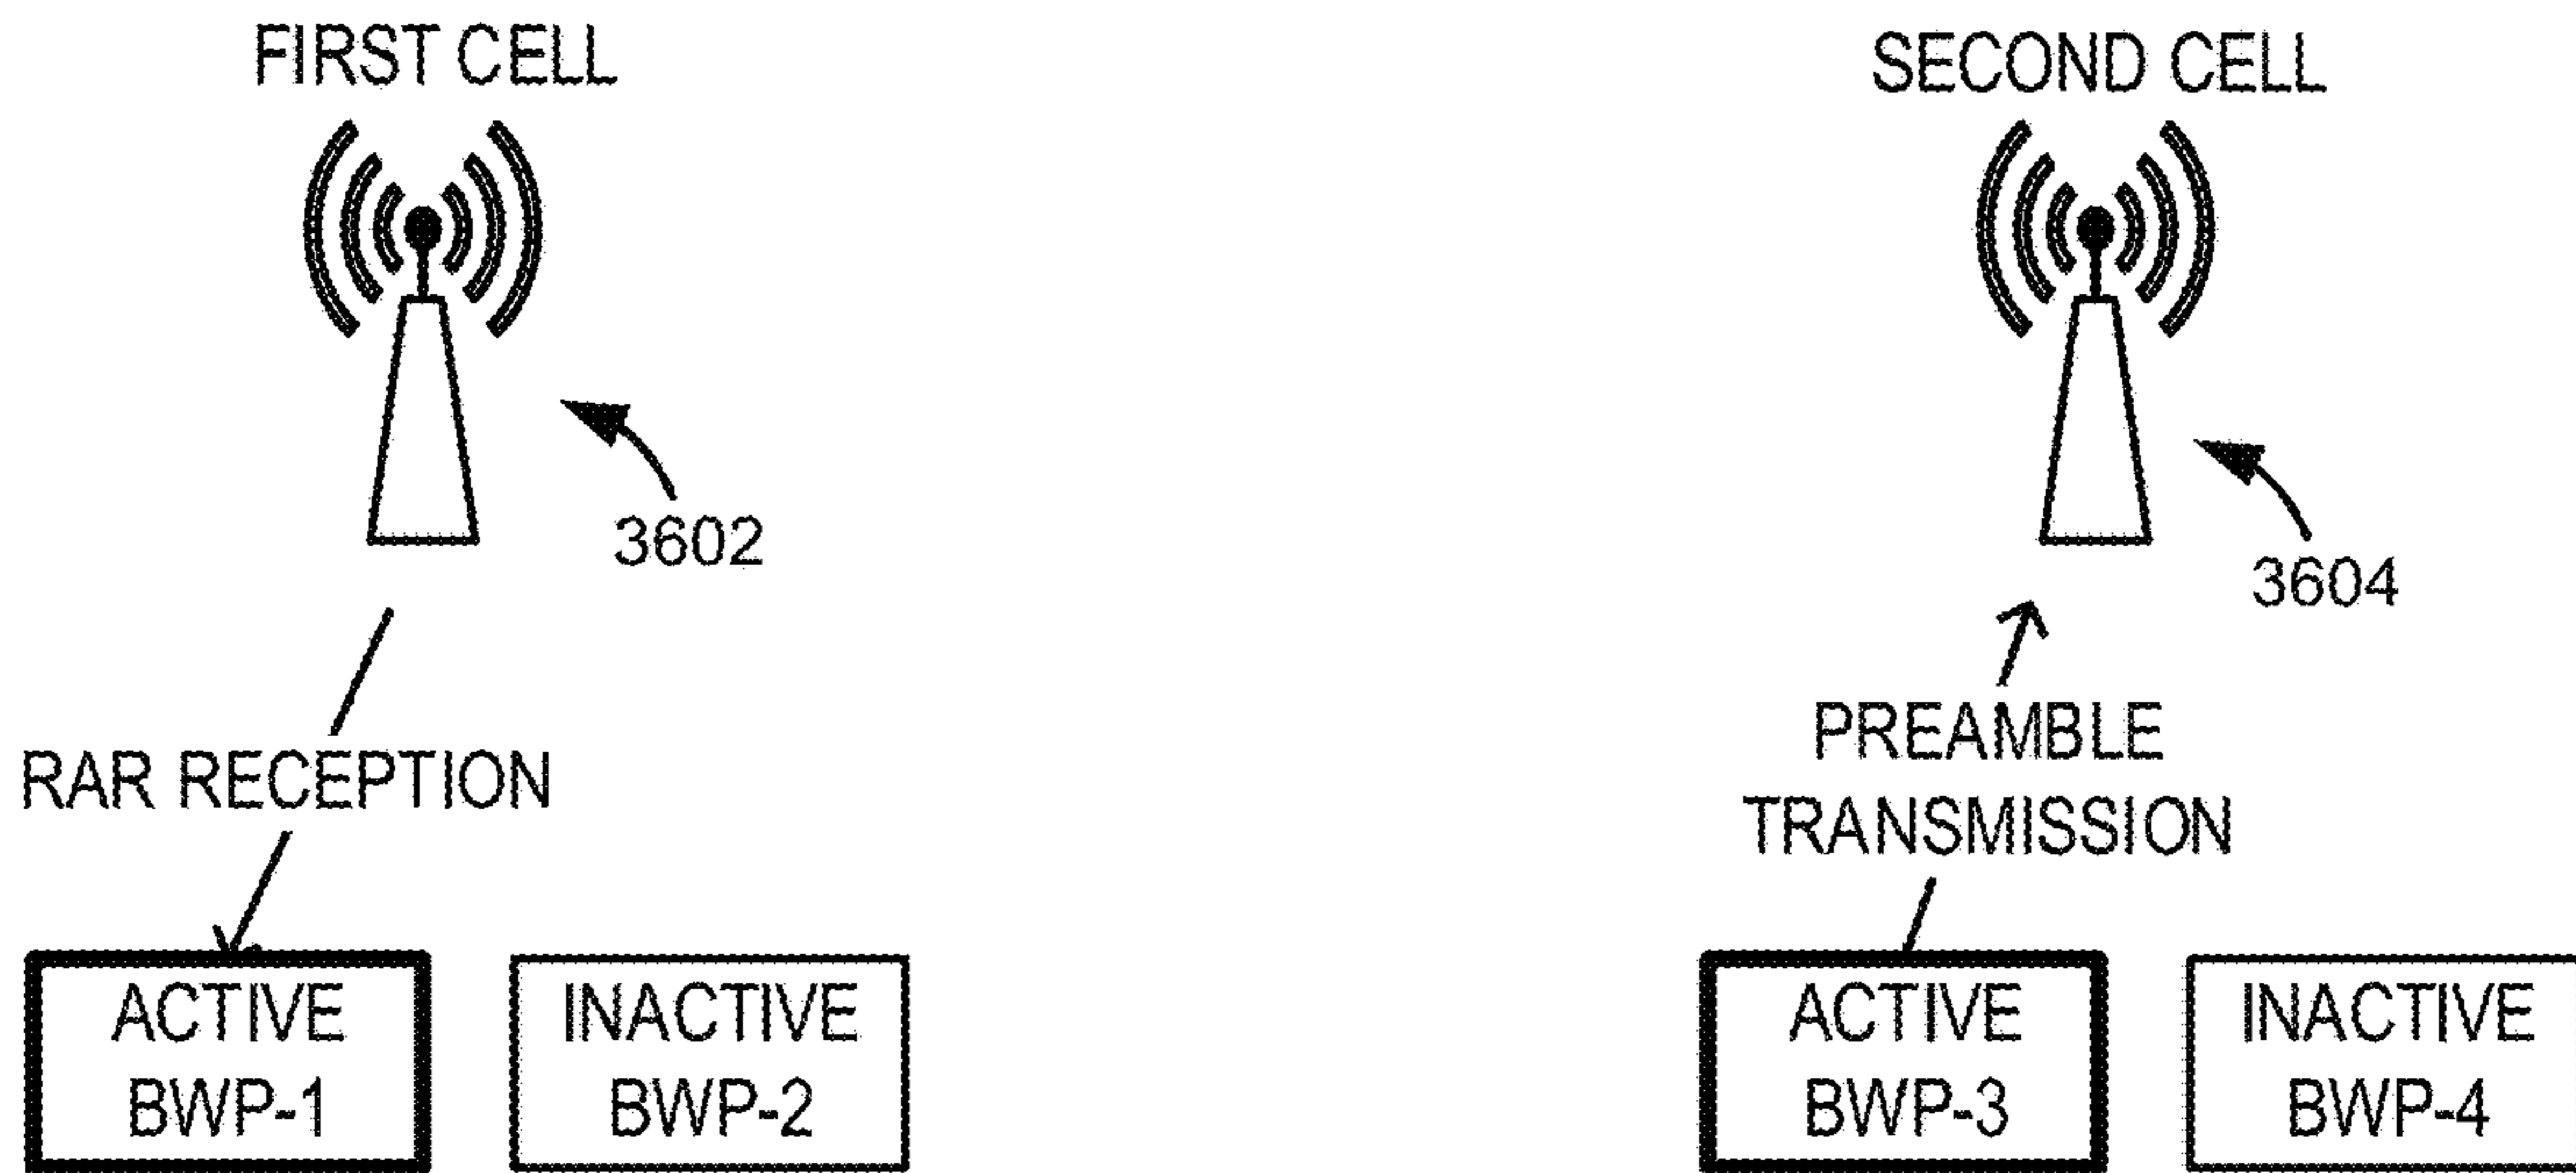 FIRST CELL
3602
RAR RECEPTION
ACTIVE
BWP-1
INACTIVE
BWP-2
SECOND CELL
3604
PREAMBLE
TRANSMISSION
ACTIVE
BWP-3
INACTIVE
BWP-4